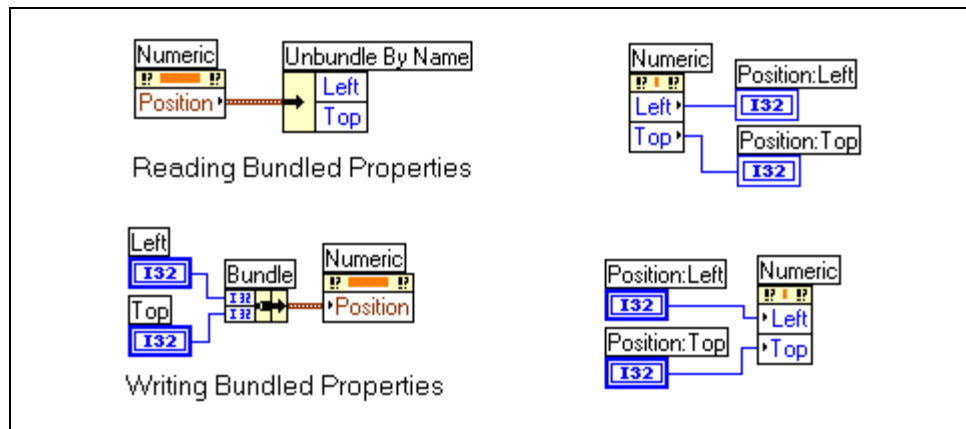 Numeric
!? !?
Position
Unbundle By Name
Left
Top
Reading Bundled Properties
Numeric
!? !?
Left
Top
Position:Left
I32
Position:Top
I32
Left
I32
Top
I32
Bundle
I32
I32
Numeric
!? !?
Position
Writing Bundled Properties
Position:Left
I32
Position:Top
I32
Numeric
!? !?
Left
Top